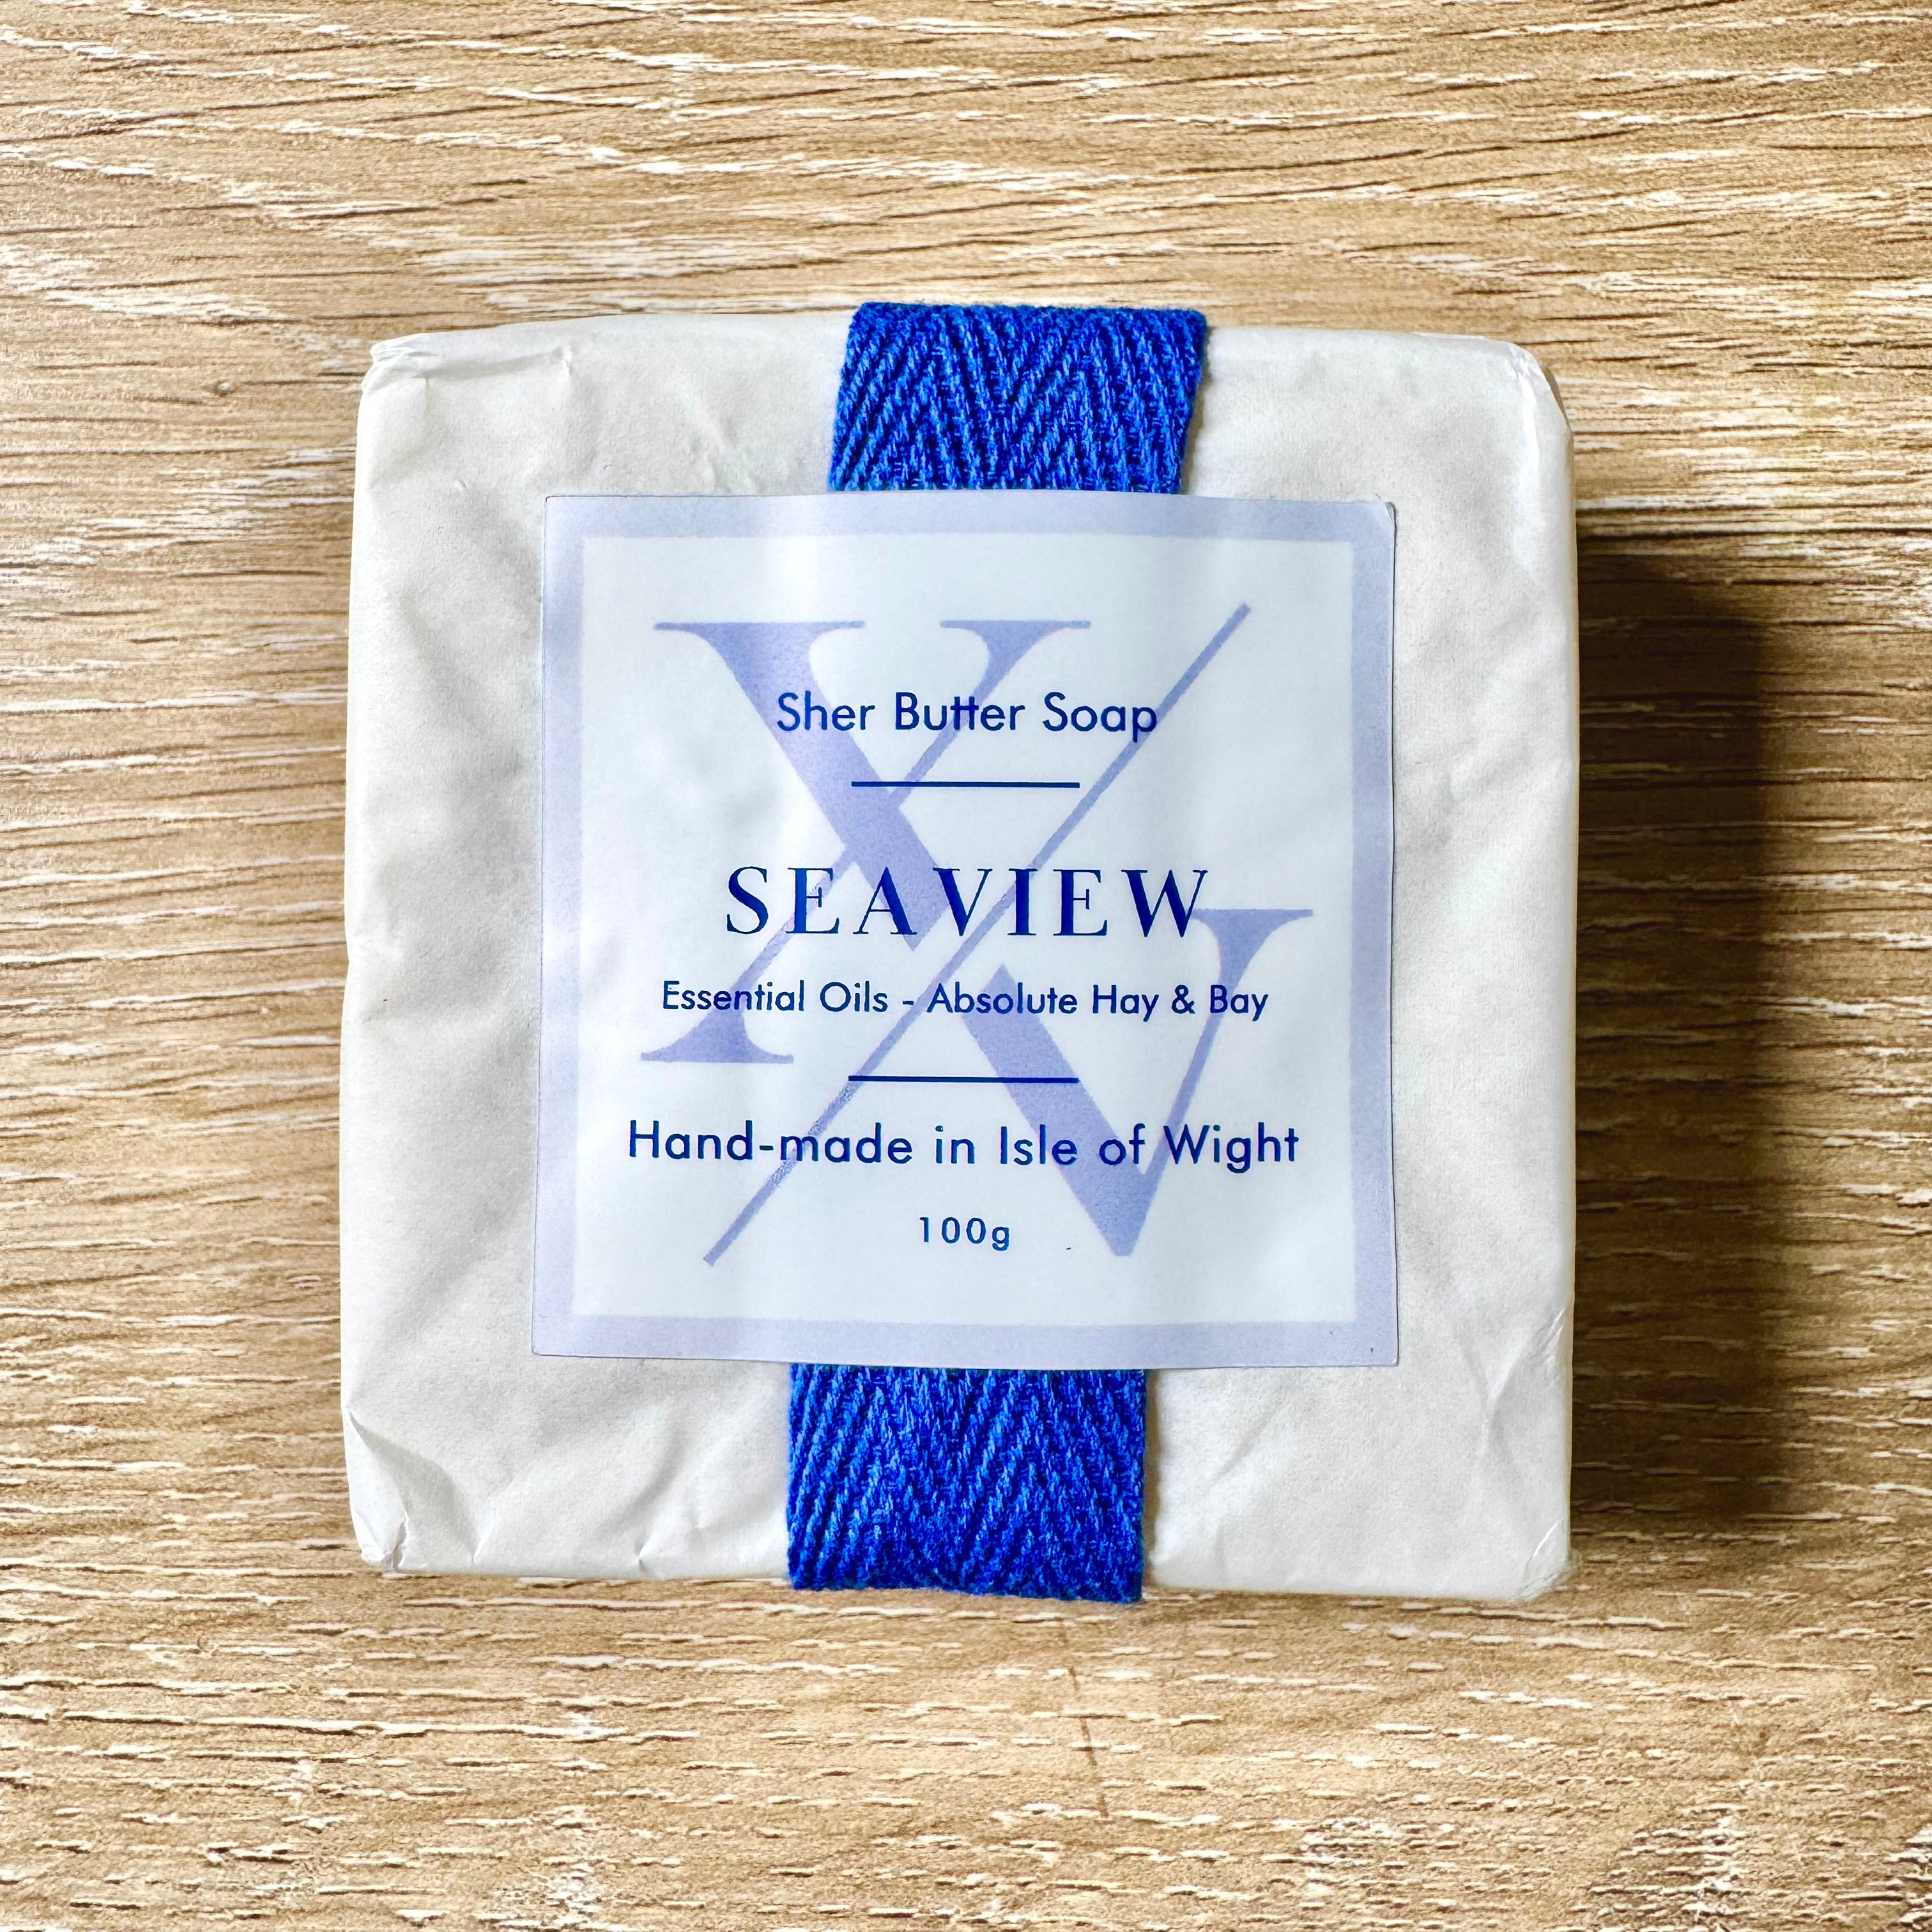 Sher Butter Soap
SEAVIEW
Essential Oils - Absolute Hay & Bay
Hand-made in Isle of Wight
100g